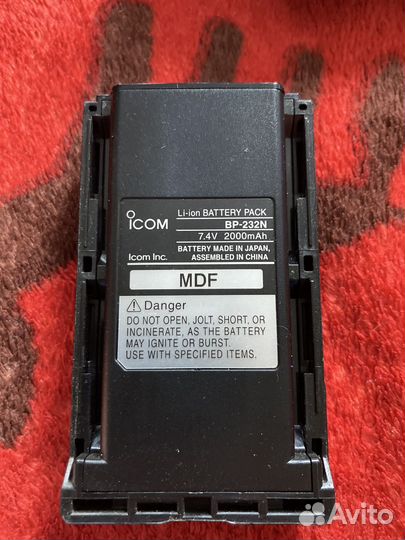 ICOM
Li-ion BATTERY PACK
BP-232N
7.4V 2000mAh
BATTERY MADE IN JAPAN,
ASSEMBLED IN CHINA
Icom Inc.
MDF
Danger
DO NOT OPEN, JOLT, SHORT, OR
INCINERATE, AS THE BATTERY
MAY IGNITE OR BURST.
USE WITH SPECIFIED ITEMS.
Avito